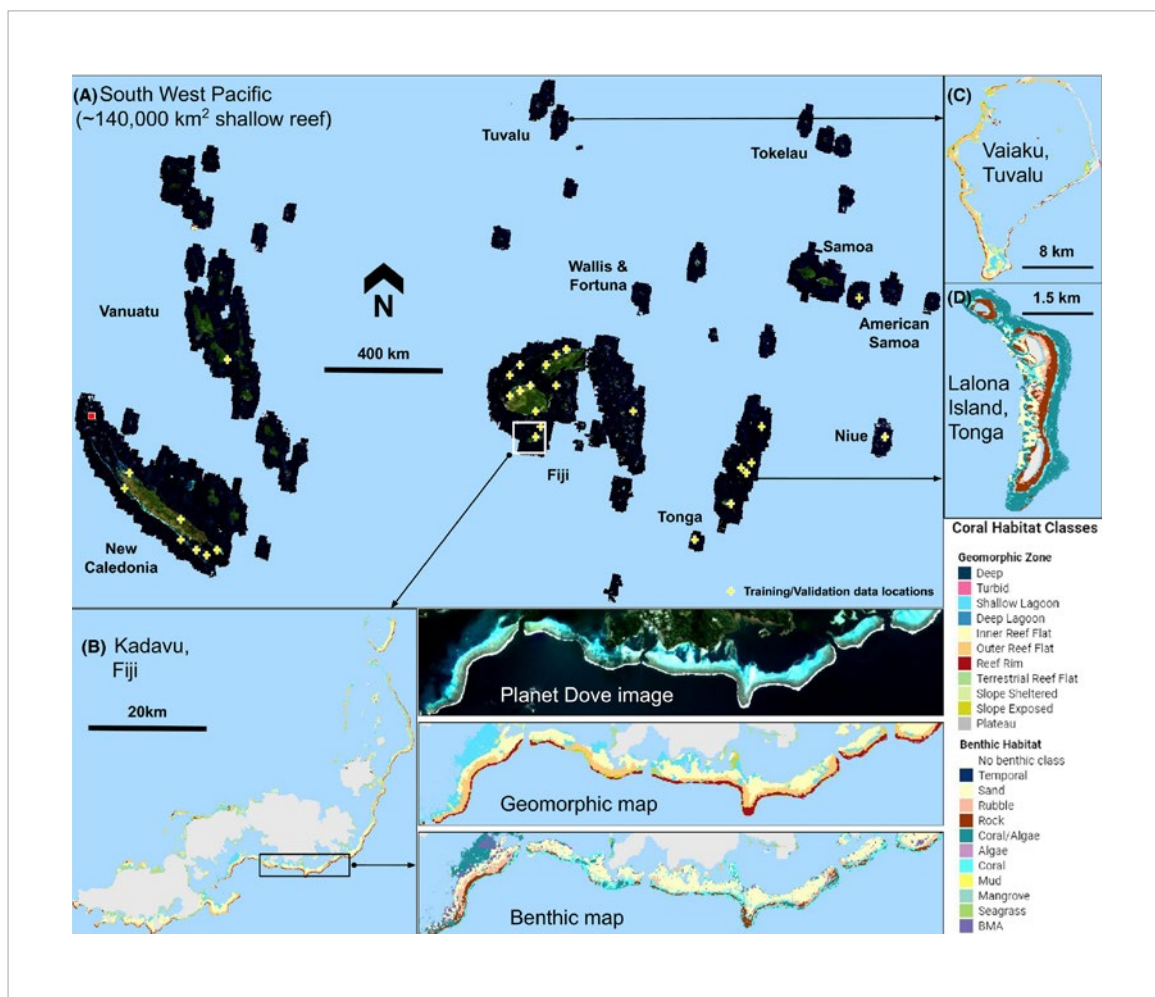 (A) South West Pacific
(~140,000 km² shallow reef)
Tuvalu
Tokelau
Vanuatu
N
400 km
Wallis &
Fortuna
Samoa
American
Samoa
Fiji
Niue
Tonga
New
Caledonia
Training/Validation data locations
(C)
Vaiaku,
Tuvalu
8 km
(D)
1.5 km
Lalona
Island,
Tonga
(B) Kadavu,
Fiji
20km
Planet Dove image
Geomorphic map
Benthic map
Coral Habitat Classes
Geomorphic Zone
Deep
Turbid
Shallow Lagoon
Deep Lagoon
Inner Reef Flat
Outer Reef Flat
Reef Rim
Terrestrial Reef Flat
Slope Sheltered
Slope Exposed
Plateau
Benthic Habitat
No benthic class
Temporal
Sand
Rubble
Rock
Coral/Algae
Algae
Coral
Mud
Mangrove
Seagrass
BMA